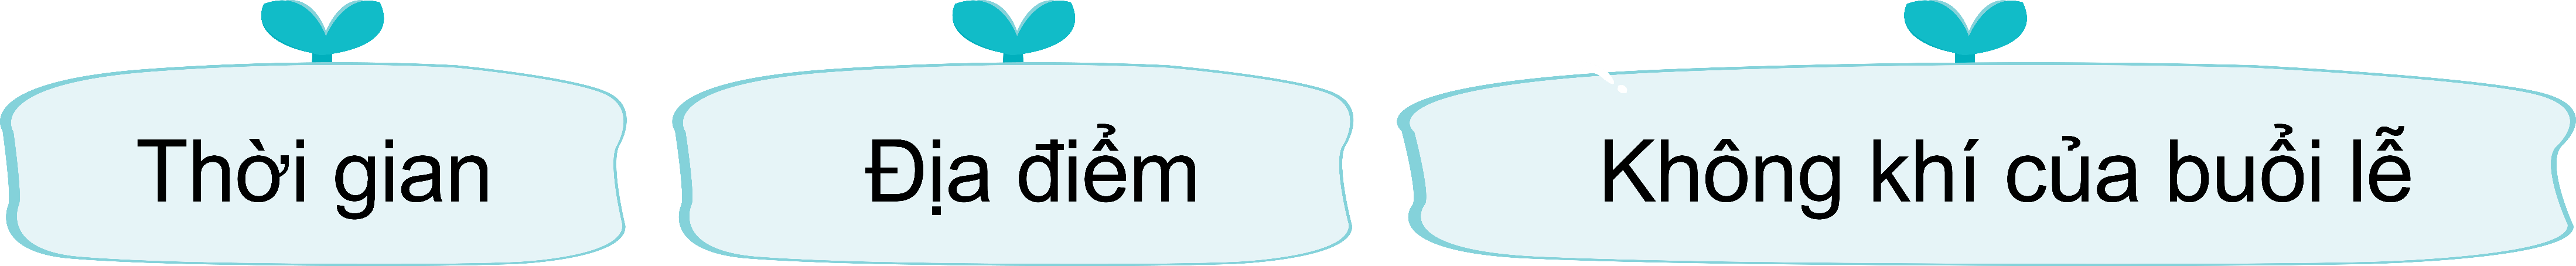 Thời gian
Địa điểm
Không khí của buổi lễ